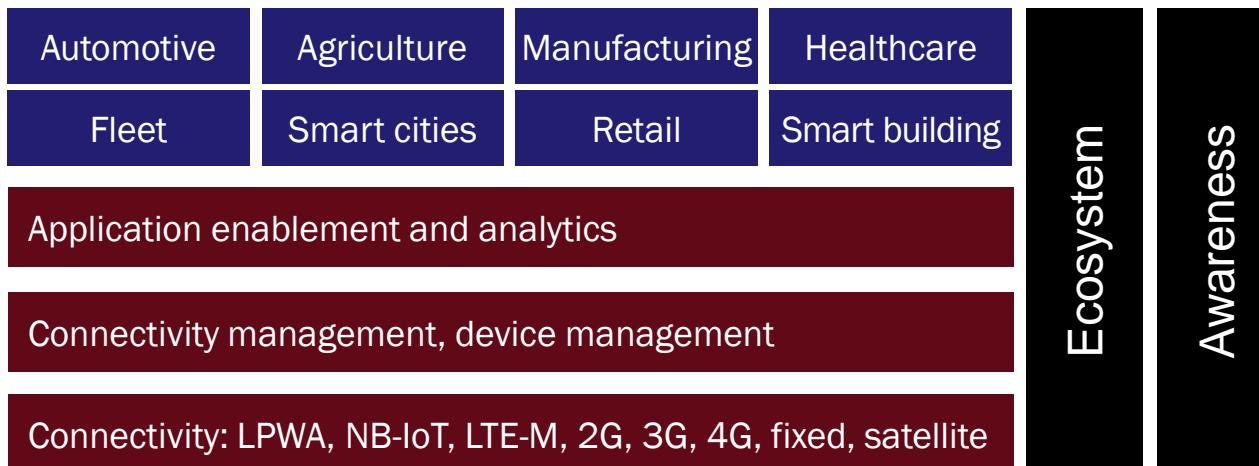 Automotive
Agriculture
Manufacturing
Healthcare
Fleet
Smart cities
Retail
Smart building
Application enablement and analytics
Connectivity management, device management
Connectivity: LPWA, NB-IoT, LTE-M, 2G, 3G, 4G, fixed, satellite
Ecosystem
Awareness